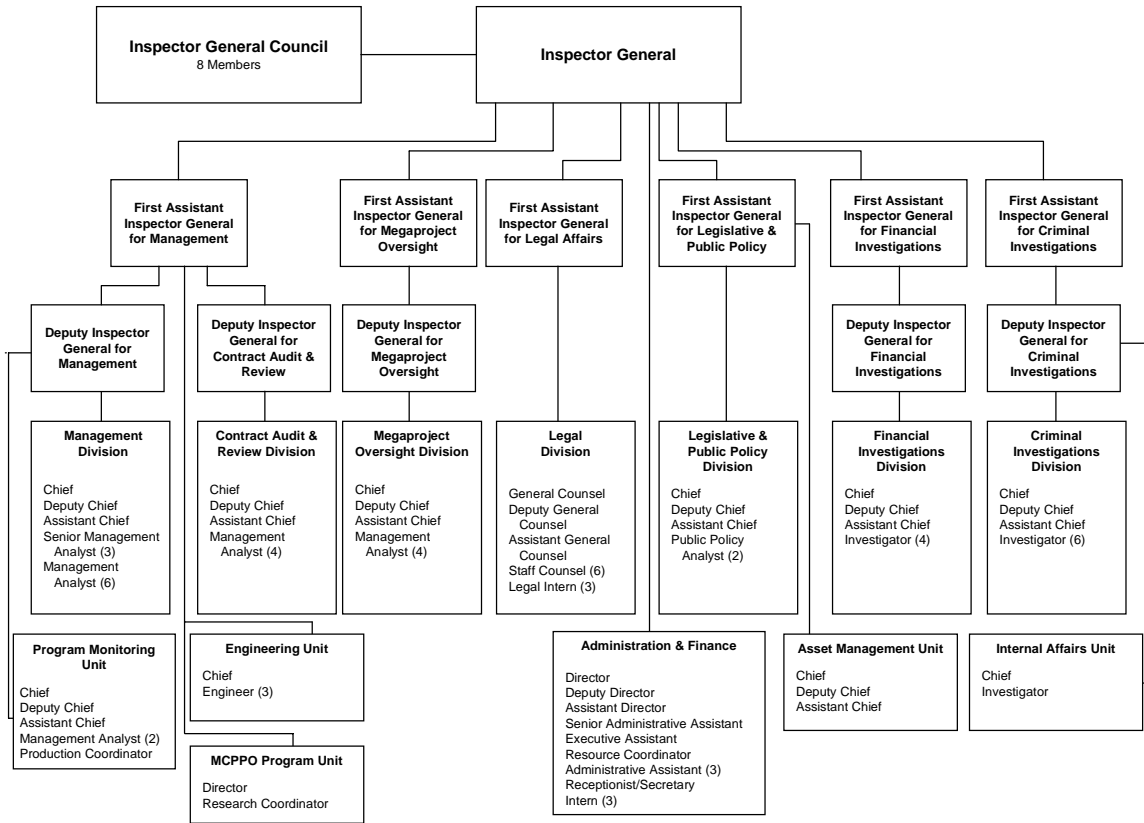 Inspector General Council
8 Members
Inspector General
First Assistant
Inspector General
for Management
First Assistant
Inspector General
for Megaproject
Oversight
First Assistant
Inspector General
for Legal Affairs
First Assistant
Inspector General
for Legislative &
Public Policy
First Assistant
Inspector General
for Financial
Investigations
First Assistant
Inspector General
for Criminal
Investigations
Deputy Inspector
General for
Management
Deputy Inspector
General for
Contract Audit &
Review
Deputy Inspector
General for
Megaproject
Oversight
Deputy Inspector
General for
Financial
Investigations
Deputy Inspector
General for
Criminal
Investigations
Management
Division
Chief
Deputy Chief
Assistant Chief
Senior Management
Analyst (3)
Management
Analyst (6)
Contract Audit &
Review Division
Chief
Deputy Chief
Assistant Chief
Management
Analyst (4)
Megaproject
Oversight Division
Chief
Deputy Chief
Assistant Chief
Management
Analyst (4)
Legal
Division
General Counsel
Deputy General
Counsel
Assistant General
Counsel
Staff Counsel (6)
Legal Intern (3)
Legislative &
Public Policy
Division
Chief
Deputy Chief
Assistant Chief
Public Policy
Analyst (2)
Financial
Investigations
Division
Chief
Deputy Chief
Assistant Chief
Investigator (4)
Criminal
Investigations
Division
Chief
Deputy Chief
Assistant Chief
Investigator (6)
Program Monitoring
Unit
Chief
Deputy Chief
Assistant Chief
Management Analyst (2)
Production Coordinator
Engineering Unit
Chief
Engineer (3)
MCPPO Program Unit
Director
Research Coordinator
Administration & Finance
Director
Deputy Director
Assistant Director
Senior Administrative Assistant
Executive Assistant
Resource Coordinator
Administrative Assistant (3)
Receptionist/Secretary
Intern (3)
Asset Management Unit
Chief
Deputy Chief
Assistant Chief
Internal Affairs Unit
Chief
Investigator